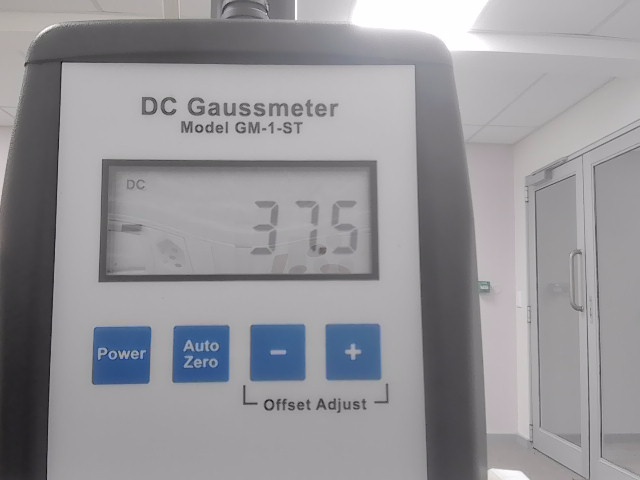 DC Gaussmeter
Model GM-1-ST
DC
37.5
Power
Auto
Zero
-
+
Offset Adjust